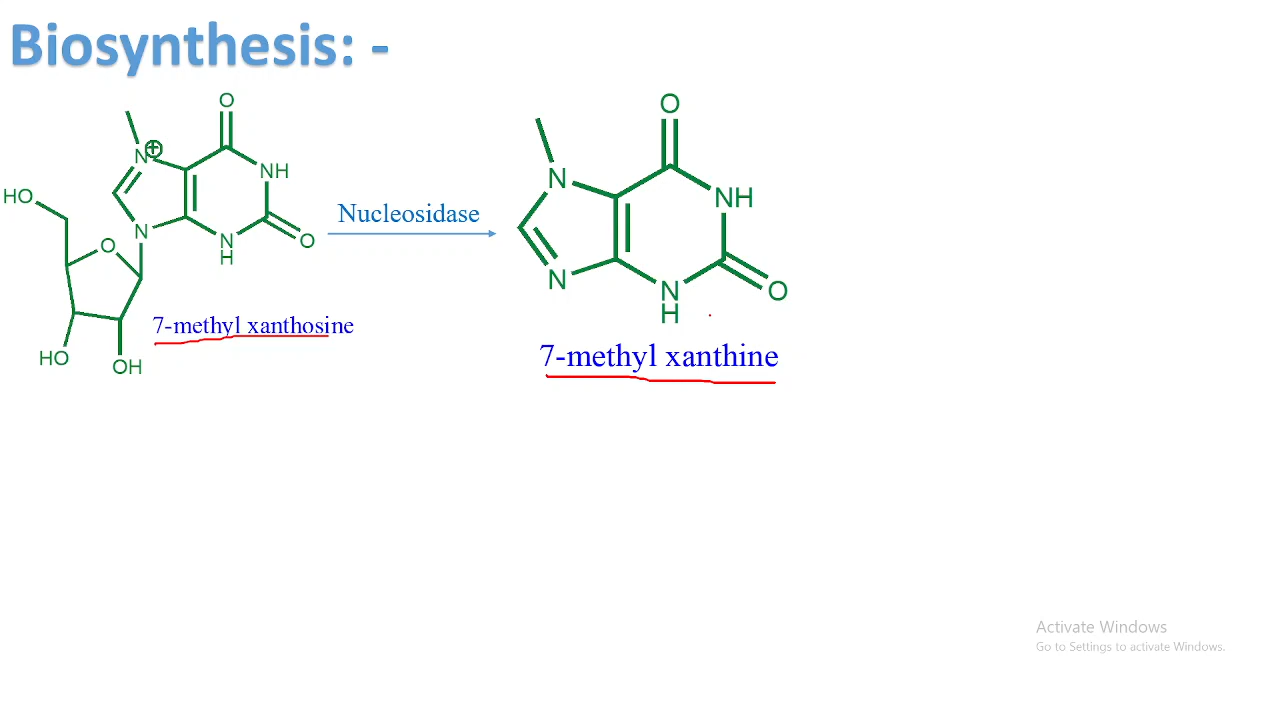 Biosynthesis: -
O
N
NH
HO
N
O
N
H
O
7-methyl xanthosine
HO
OH
Nucleosidase
O
N
NH
N
N
H
O
7-methyl xanthine
Activate Windows
Go to Settings to activate Windows.